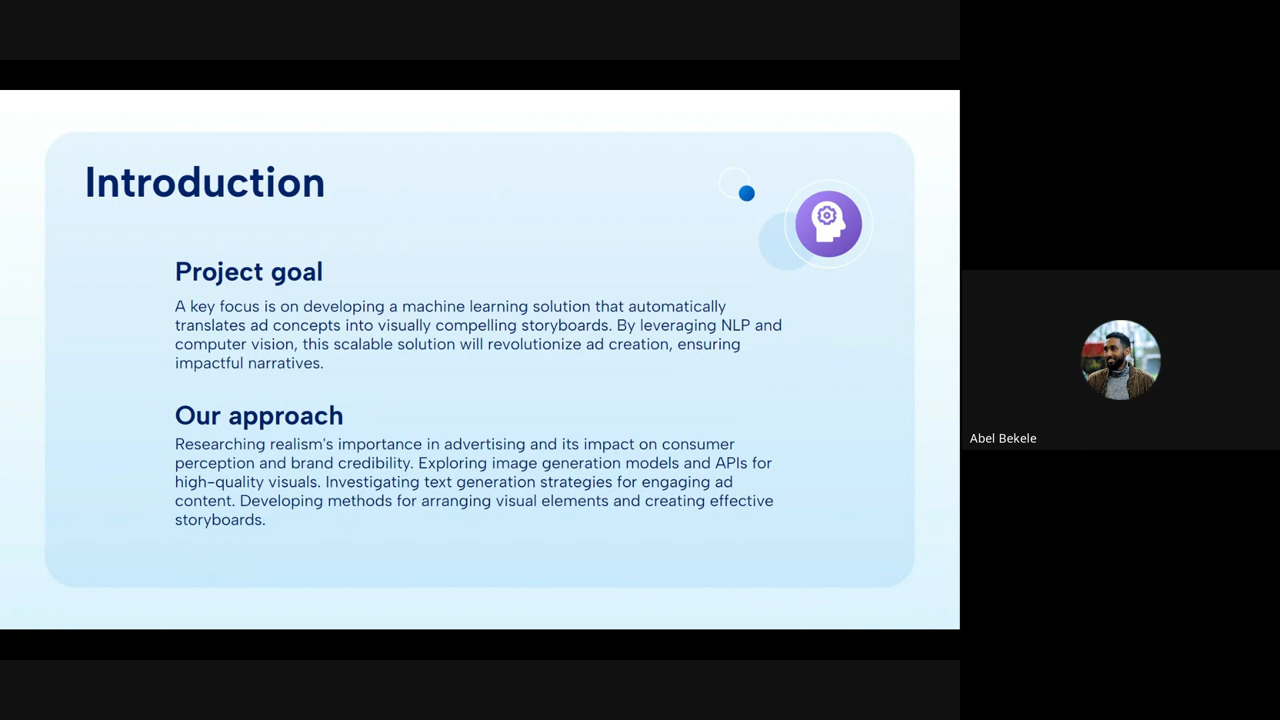 Introduction
Project goal
A key focus is on developing a machine learning solution that automatically
translates ad concepts into visually compelling storyboards. By leveraging NLP and
computer vision, this scalable solution will revolutionize ad creation, ensuring
impactful narratives.
Our approach
Researching realism's importance in advertising and its impact on consumer
perception and brand credibility. Exploring image generation models and APIs for
high-quality visuals. Investigating text generation strategies for engaging ad
content. Developing methods for arranging visual elements and creating effective
storyboards.
Abel Bekele